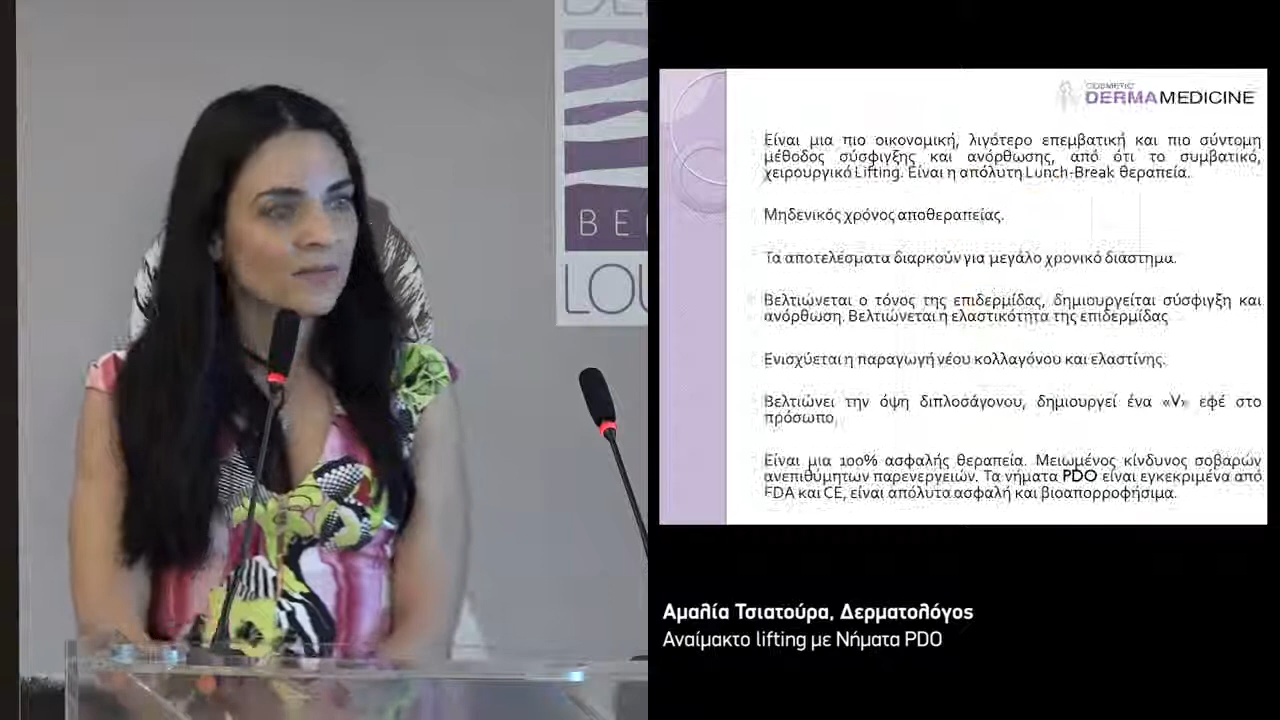 BE
LOU
COSMETIC
DERMAMEDICINE
Είναι μια πιο οικονομική, λιγότερο επεμβατική και πιο σύντομη
μέθοδος σύσφιγξης και ανόρθωσης, από ότι το συμβατικό,
χειρουργικό Lifting. Είναι η απόλυτη Lunch-Break θεραπεία.
Μηδενικός χρόνος αποθεραπείας.
Τα αποτελέσματα διαρκούν για μεγάλο χρονικό διάστημα.
Βελτιώνεται ο τόνος της επιδερμίδας, δημιουργείται σύσφιγξη και
ανόρθωση. Βελτιώνεται η ελαστικότητα της επιδερμίδας
Ενισχύεται η παραγωγή νέου κολλαγόνου και ελαστίνης.
Βελτιώνει την όψη διπλοσάγονου, δημιουργεί ένα «V» εφέ στο
πρόσωπο,
Είναι μια 100% ασφαλής θεραπεία. Μειωμένος κίνδυνος σοβαρών
ανεπιθύμητων παρενεργειών. Τα νήματα PDO είναι εγκεκριμένα από
FDA και CE, είναι απόλυτα ασφαλή και βιοαπορροφήσιμα.
Αμαλία Τσιατούρα, Δερματολόγος
Αναίμακτο lifting με Νήματα PDO